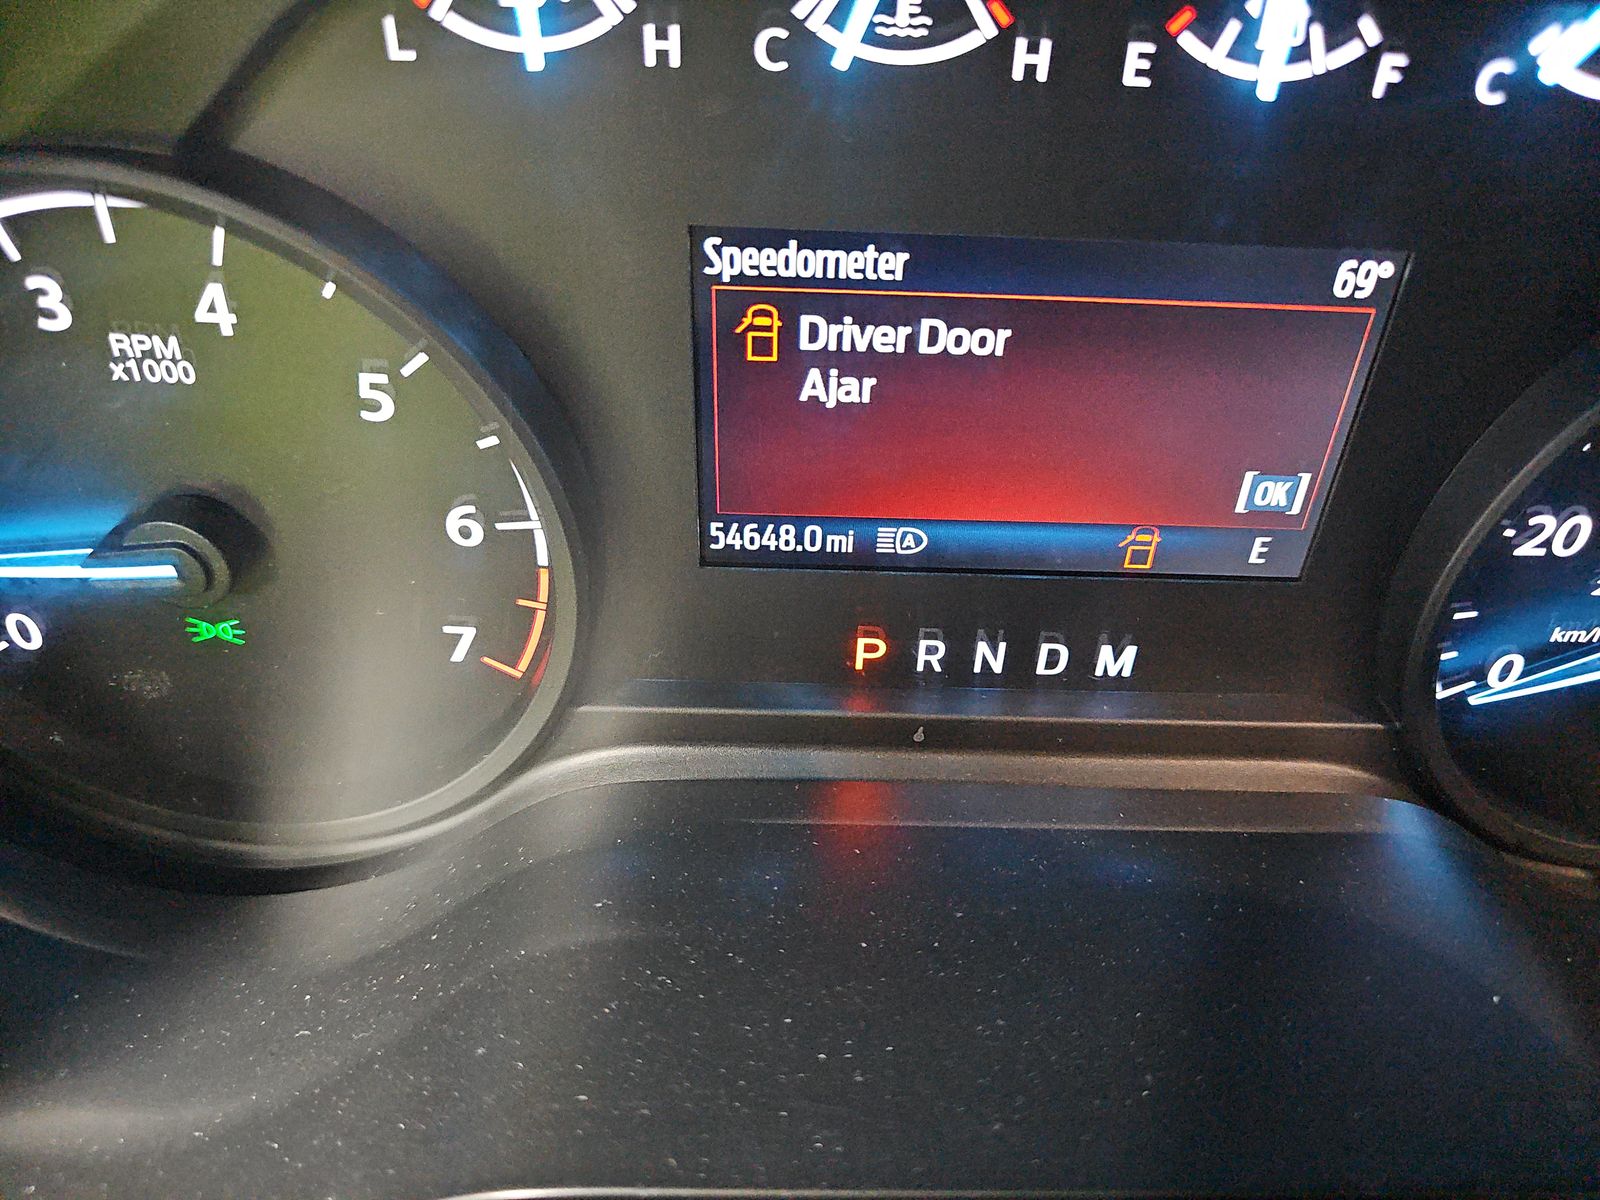 L H C H E F C
Speedometer 69°
Driver Door
Ajar
[OK]
54648.0 mi A E
P R N D M
3 4 5 6 7
RPM
x1000
0
20
km/
0